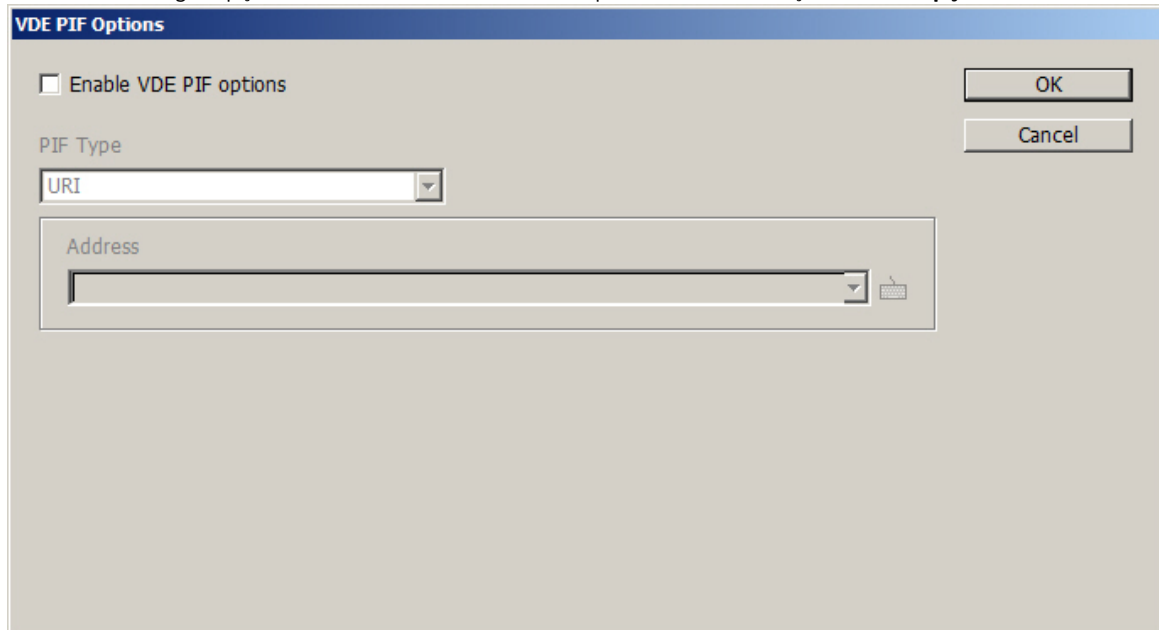 VDE PIF Options
Enable VDE PIF options
OK
Cancel
PIF Type
URI
Address